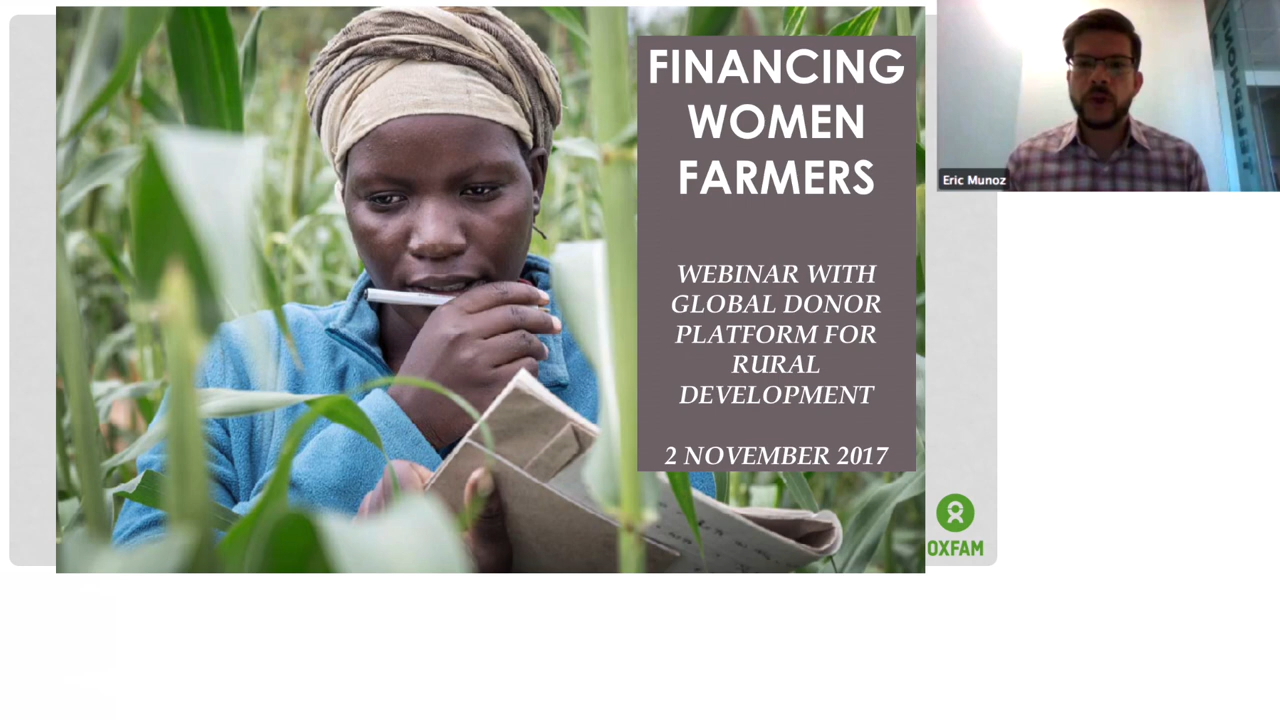 FINANCING
WOMEN
FARMERS
WEBINAR WITH
GLOBAL DONOR
PLATFORM FOR
RURAL
DEVELOPMENT
2 NOVEMBER 2017
Eric Munoz
OXFAM